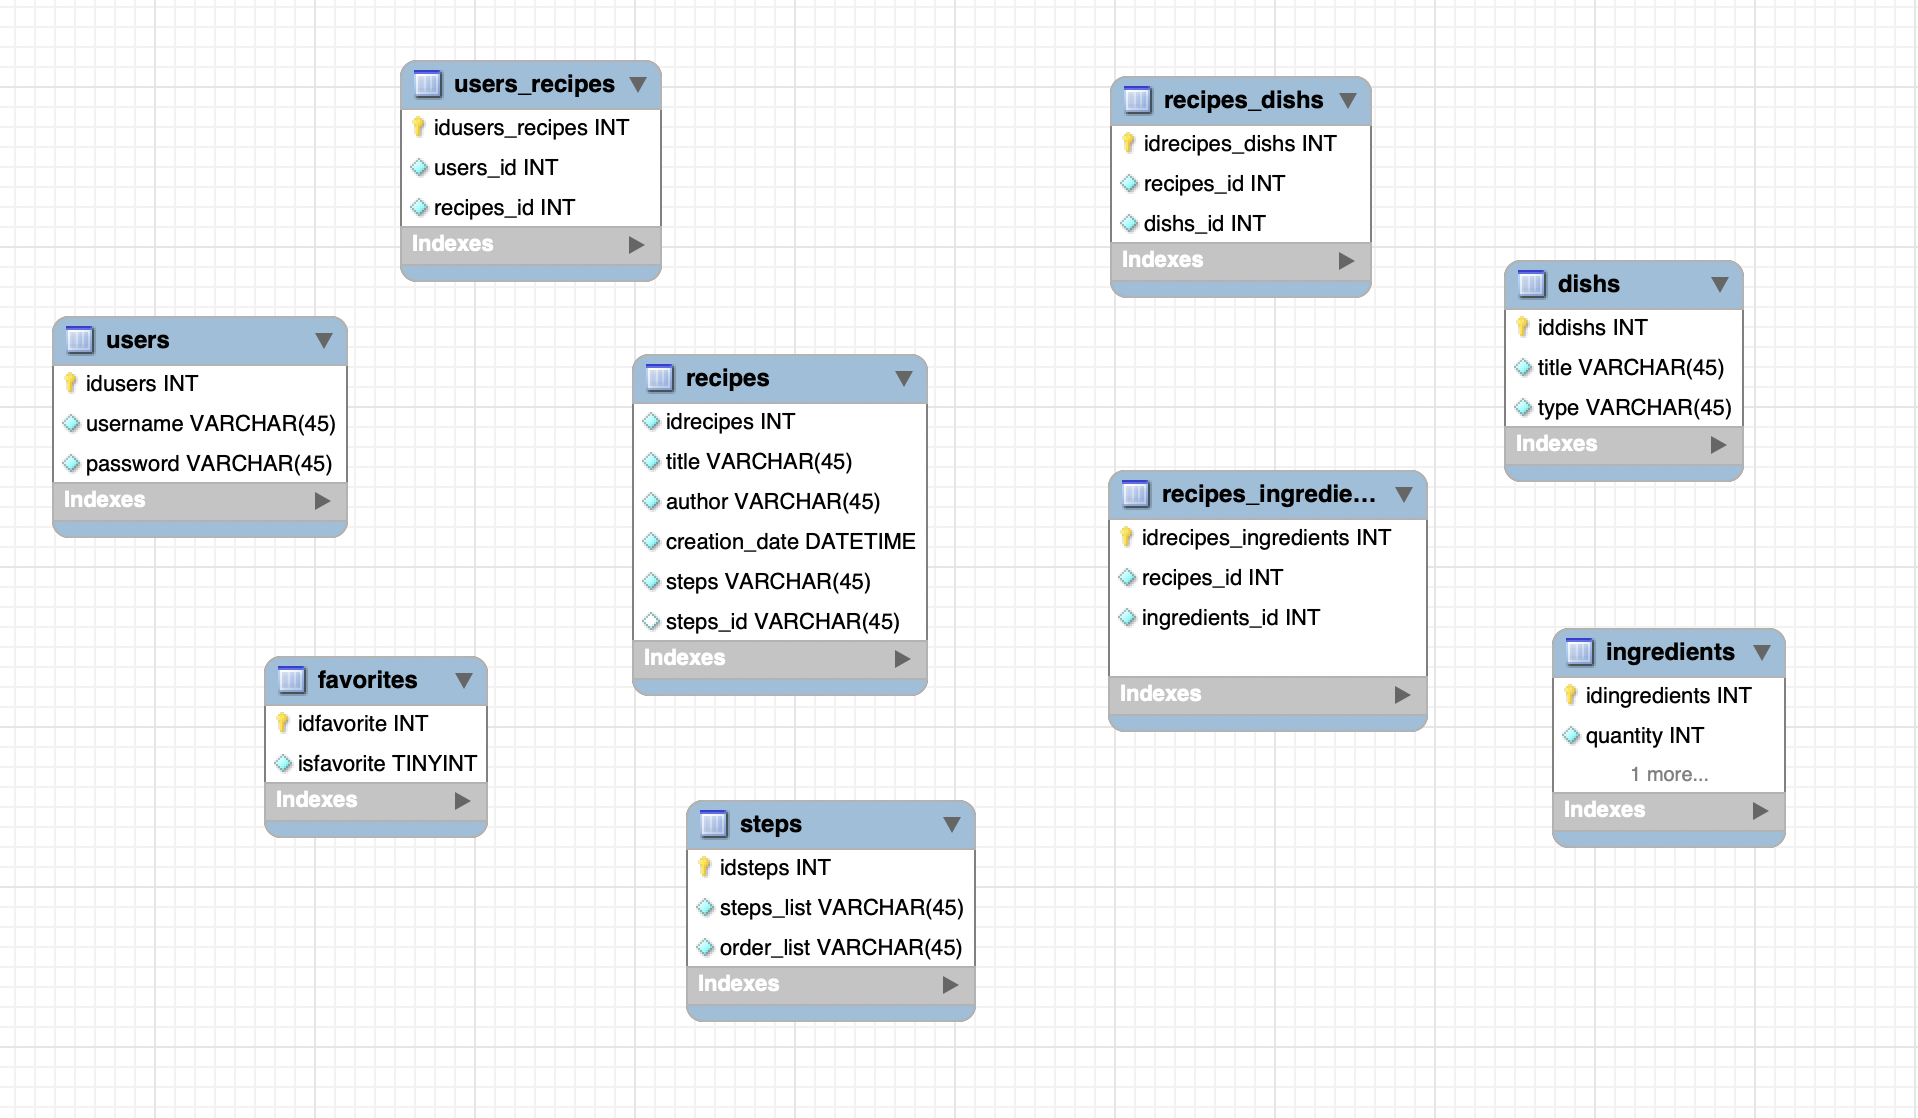 users_recipes
idusers_recipes INT
users_id INT
recipes_id INT
Indexes
recipes_dishs
idrecipes_dishs INT
recipes_id INT
dishs_id INT
Indexes
dishs
iddishs INT
title VARCHAR(45)
type VARCHAR(45)
Indexes
users
idusers INT
username VARCHAR(45)
password VARCHAR(45)
Indexes
recipes
idrecipes INT
title VARCHAR(45)
author VARCHAR(45)
creation_date DATETIME
steps VARCHAR(45)
steps_id VARCHAR(45)
Indexes
recipes_ingredie...
idrecipes_ingredients INT
recipes_id INT
ingredients_id INT
Indexes
ingredients
idingredients INT
quantity INT
1 more...
Indexes
favorites
idfavorite INT
isfavorite TINYINT
Indexes
steps
idsteps INT
steps_list VARCHAR(45)
order_list VARCHAR(45)
Indexes